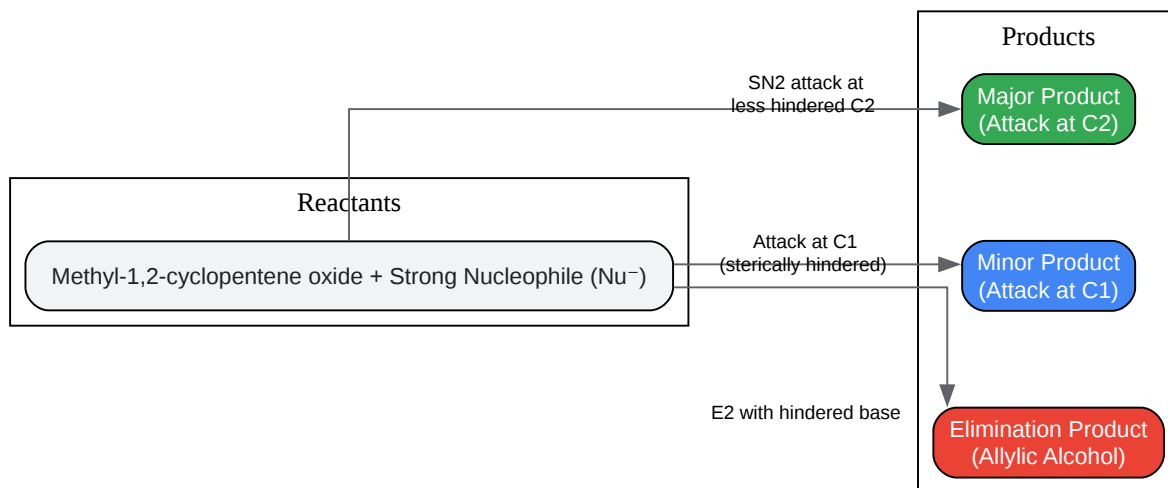 Products
SN2 attack at
less hindered C2
Major Product
(Attack at C2)
Reactants
Methyl-1,2-cyclopentene oxide + Strong Nucleophile (Nu⁻)
Attack at C1
(sterically hindered)
Minor Product
(Attack at C1)
E2 with hindered base
Elimination Product
(Allylic Alcohol)